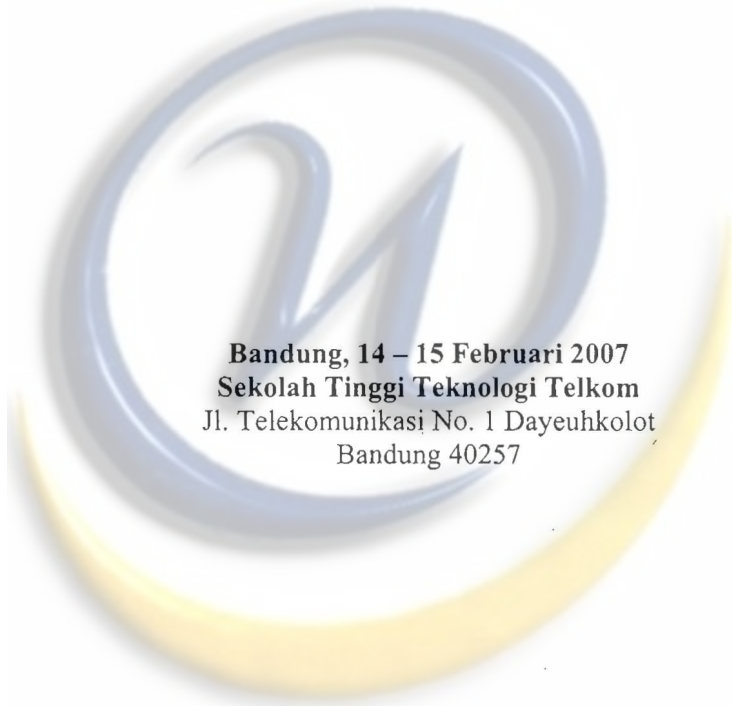 Bandung, 14 – 15 Februari 2007
Sekolah Tinggi Teknologi Telkom
Jl. Telekomunikasi No. 1 Dayeuhkolot
Bandung 40257